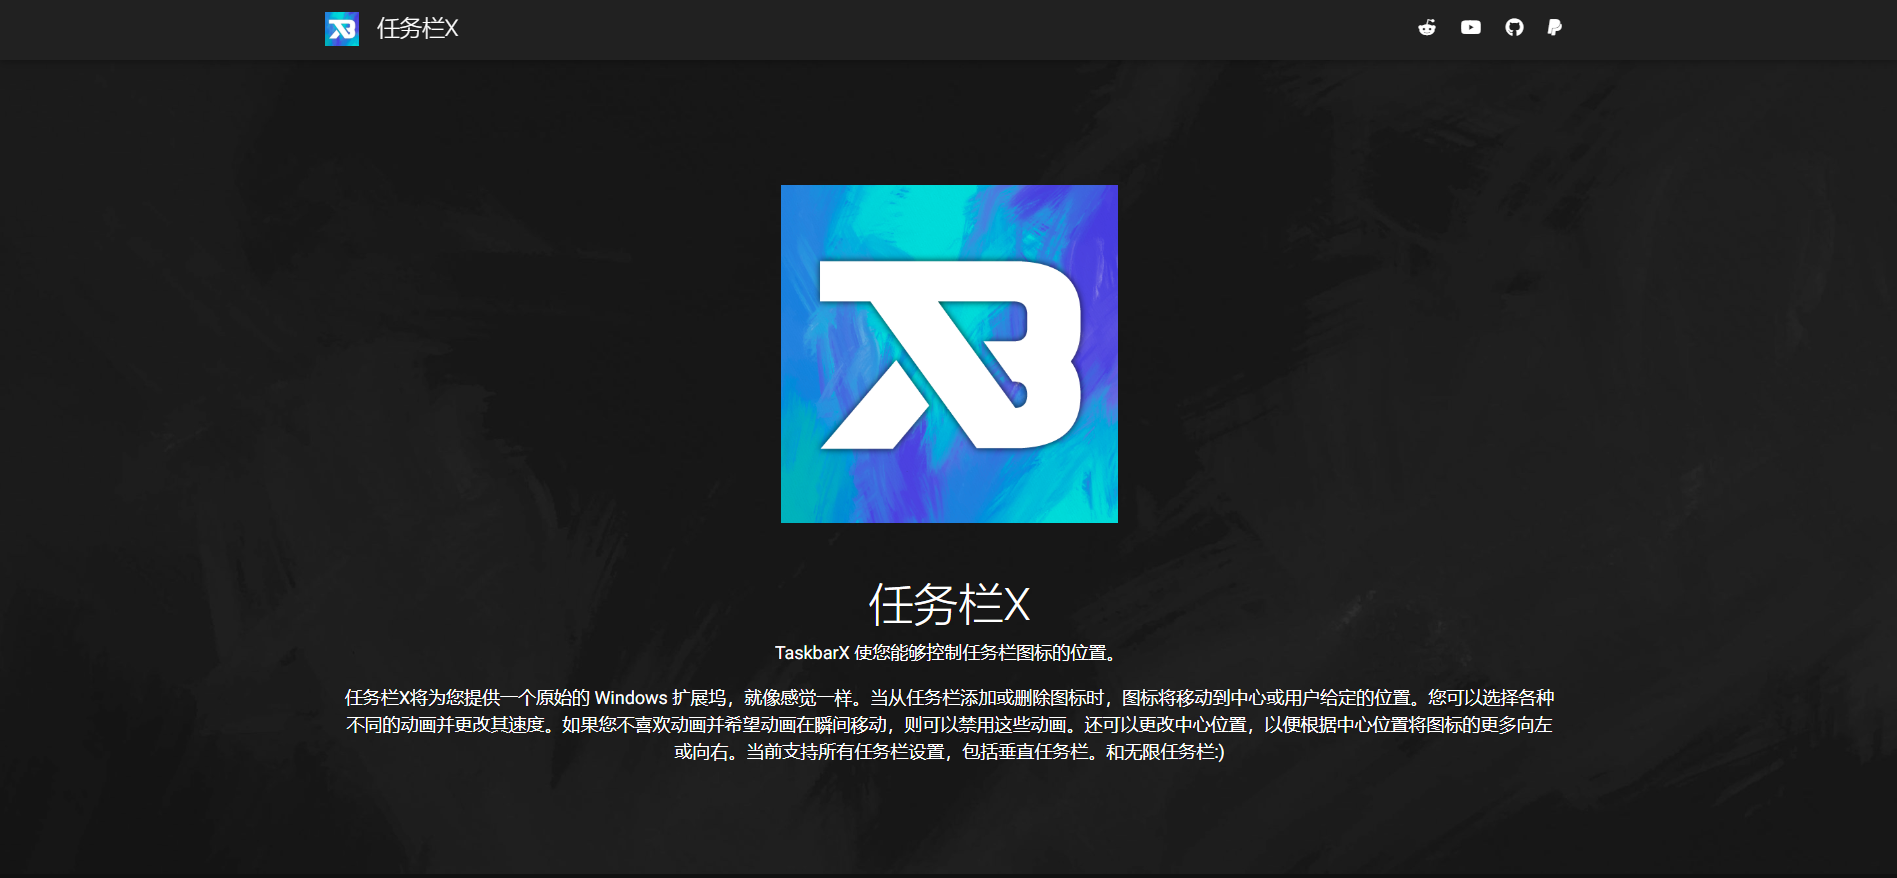 任务栏X
任务栏X
TaskbarX 使您能够控制任务栏图标的位置。
任务栏X将为您提供一个原始的 Windows 扩展坞，就像感觉一样。当从任务栏添加或删除图标时，图标将移动到中心或用户给定的位置。您可以选择各种
不同的动画并更改其速度。如果您不喜欢动画并希望动画在瞬间移动，则可以禁用这些动画。还可以更改中心位置，以便根据中心位置将图标的更多向左
或向右。当前支持所有任务栏设置，包括垂直任务栏。和无限任务栏:)